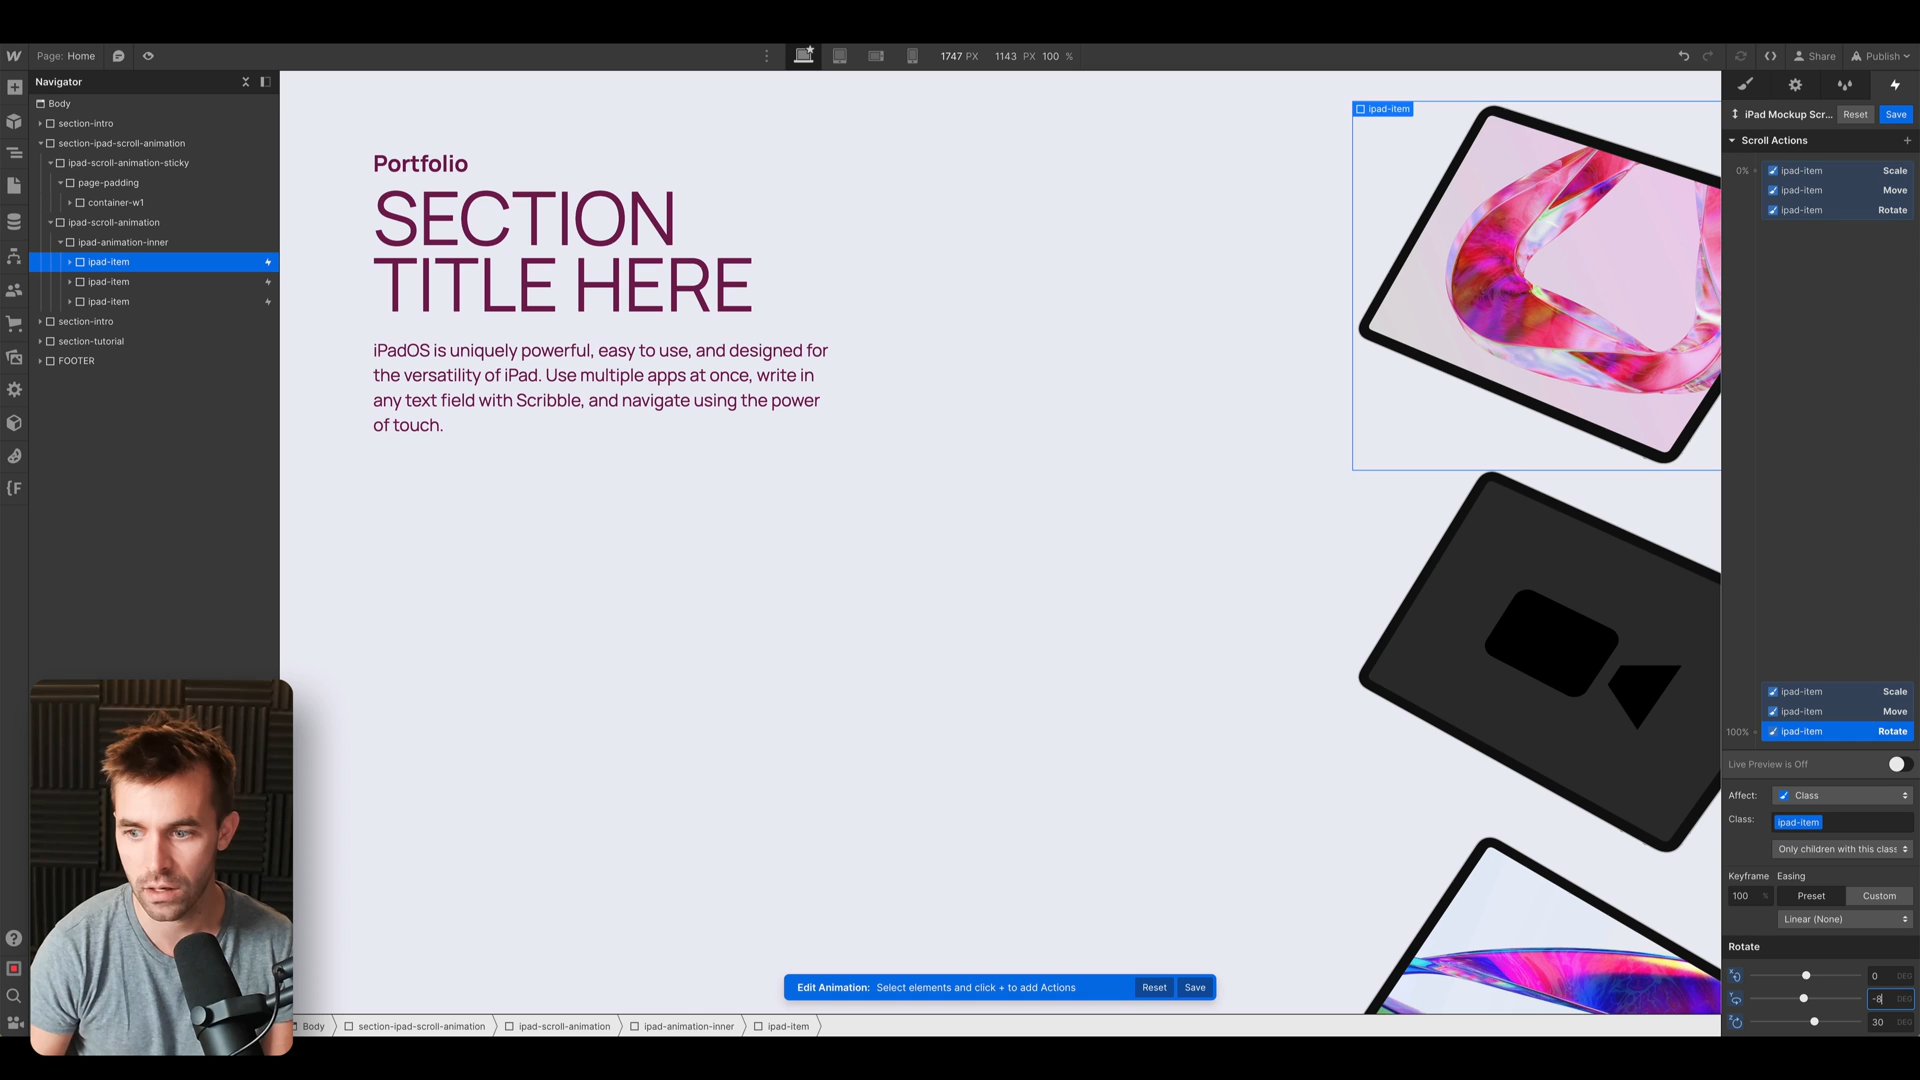 Page: Home
1747 PX 1143 PX 100 %
Share
Publish
Navigator
Body
section-intro
section-ipad-scroll-animation
ipad-scroll-animation-sticky
page-padding
container-w1
ipad-scroll-animation
ipad-animation-inner
ipad-item
ipad-item
ipad-item
section-intro
section-tutorial
FOOTER
ipad-item
Portfolio
SECTION
TITLE HERE
iPadOS is uniquely powerful, easy to use, and designed for
the versatility of iPad. Use multiple apps at once, write in
any text field with Scribble, and navigate using the power
of touch.
Edit Animation: Select elements and click + to add Actions Reset Save
Body section-ipad-scroll-animation ipad-scroll-animation ipad-animation-inner ipad-item
iPad Mockup Scr... Reset Save
Scroll Actions
0% ipad-item Scale
ipad-item Move
ipad-item Rotate
ipad-item Scale
ipad-item Move
100% ipad-item Rotate
Live Preview is Off
Affect: Class
Class: ipad-item
Only children with this class
Keyframe Easing
100 % Preset Custom
Linear (None)
Rotate
X 0 DEG
Y -8 DEG
Z 30 DEG